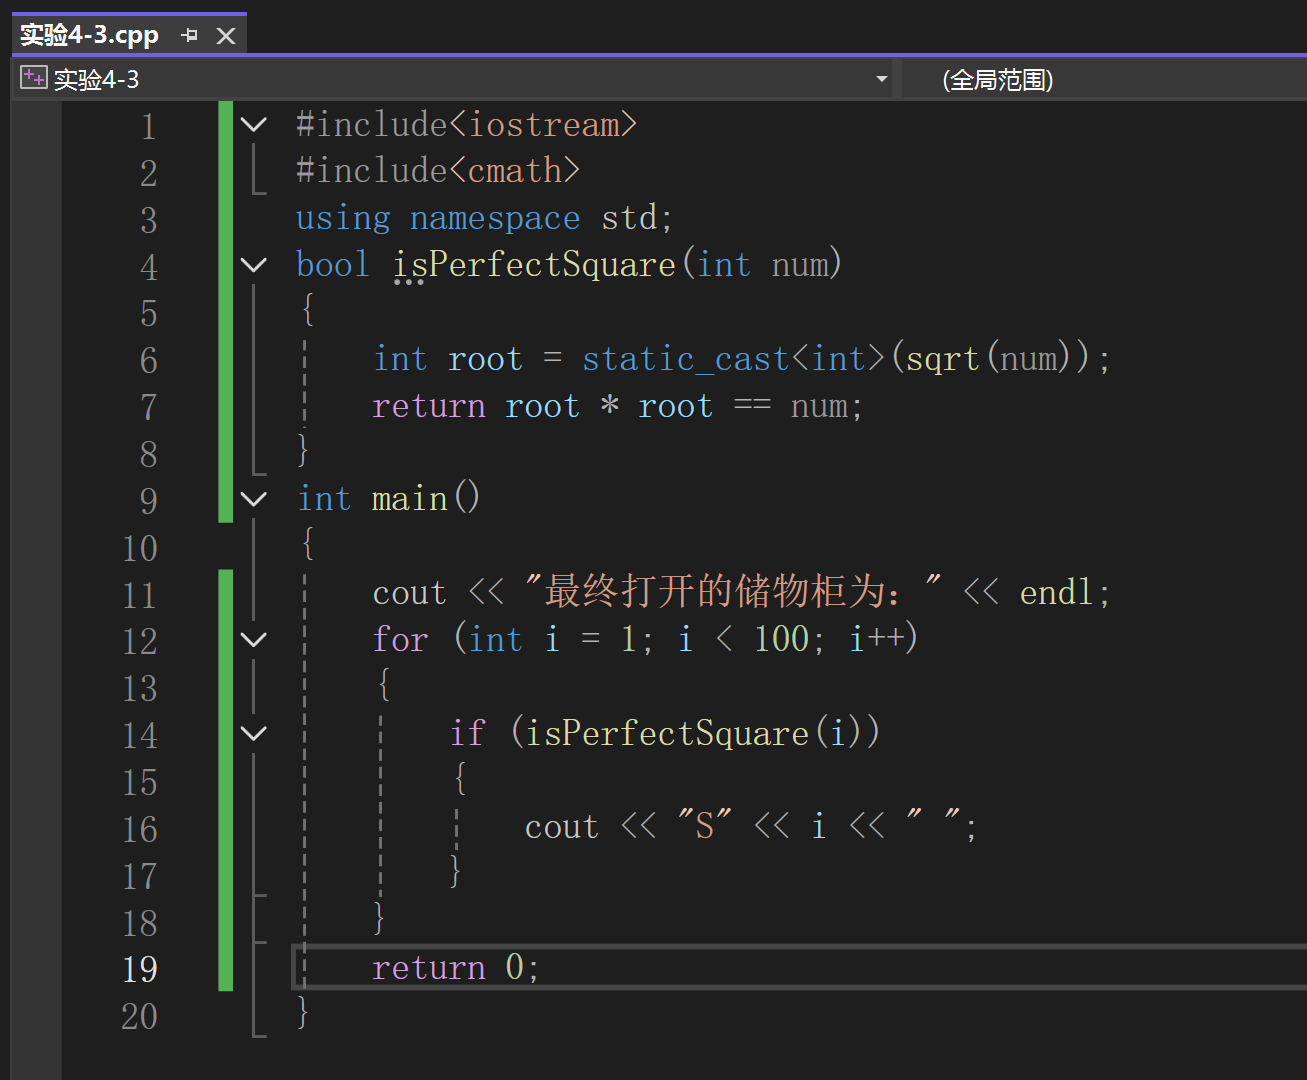 实验4-3.cpp
实验4-3 (全局范围)
1 #include<iostream>
2 #include<cmath>
3 using namespace std;
4 bool isPerfectSquare(int num)
5 {
6 int root = static_cast<int>(sqrt(num));
7 return root * root == num;
8 }
9 int main()
10 {
11 cout << "最终打开的储物柜为：" << endl;
12 for (int i = 1; i < 100; i++)
13 {
14 if (isPerfectSquare(i))
15 {
16 cout << "S" << i << " ";
17 }
18 }
19 return 0;
20 }